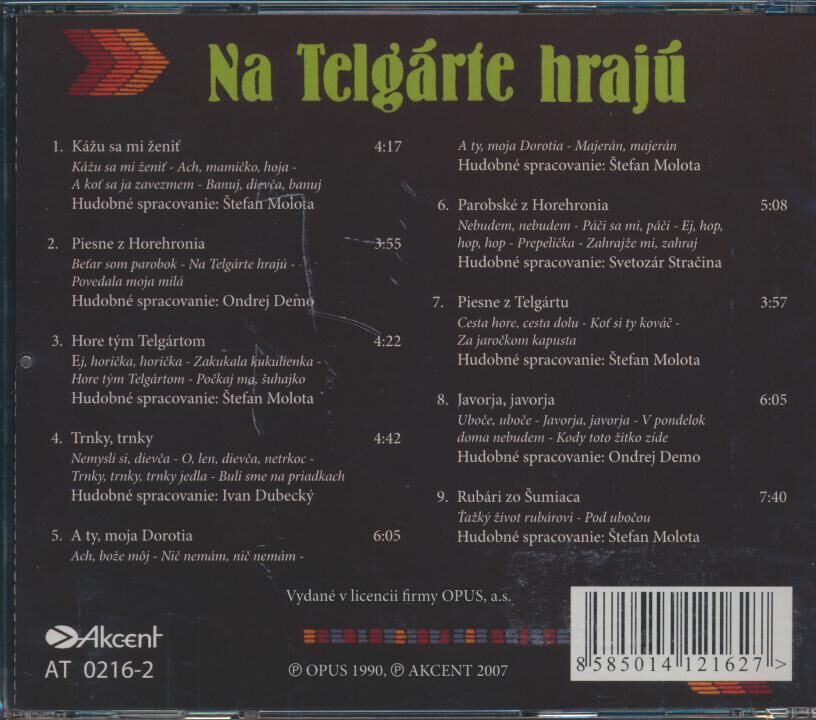 Na Telgárte hrajú
1. Kážu sa mi ženiť 4:17
Kážu sa mi ženiť - Ach, mamičko, hoja -
A koť sa ja zavezmem - Banuj, dievča, banuj
Hudobné spracovanie: Štefan Molota
2. Piesne z Horehronia 3:55
Beťar som parobok - Na Telgárte hrajú -
Povedala moja milá
Hudobné spracovanie: Ondrej Demo
3. Hore tým Telgártom 4:22
Ej, horička, horička - Zakukala kukulienka -
Hore tým Telgártom - Počkaj ma, šuhajko
Hudobné spracovanie: Štefan Molota
4. Trnky, trnky 4:42
Nemysli si, dievča - O, len, dievča, netrkoc -
Trnky, trnky, trnky jedla - Buli sme na priadkach
Hudobné spracovanie: Ivan Dubecký
5. A ty, moja Dorotia 6:05
Ach, bože môj - Nič nemám, nič nemám -
A ty, moja Dorotia - Majerán, majerán
Hudobné spracovanie: Štefan Molota
6. Parobské z Horehronia 5:08
Nebudem, nebudem - Páči sa mi, páči - Ej, hop,
hop, hop - Prepelička - Zahrajže mi, zahraj
Hudobné spracovanie: Svetozár Stračina
7. Piesne z Telgártu 3:57
Cesta hore, cesta dolu - Koť si ty kováč -
Za jaročkom kapusta
Hudobné spracovanie: Štefan Molota
8. Javorja, javorja 6:05
Uboče, uboče - Javorja, javorja - V pondelok
doma nebudem - Kody toto žitko zíde
Hudobné spracovanie: Ondrej Demo
9. Rubári zo Šumiaca 7:40
Ťažký život rubárovi - Pod ubočou
Hudobné spracovanie: Štefan Molota
Vydané v licencii firmy OPUS, a.s.
Akcent
AT 0216-2
℗ OPUS 1990, ℗ AKCENT 2007
8 585014 121627 >